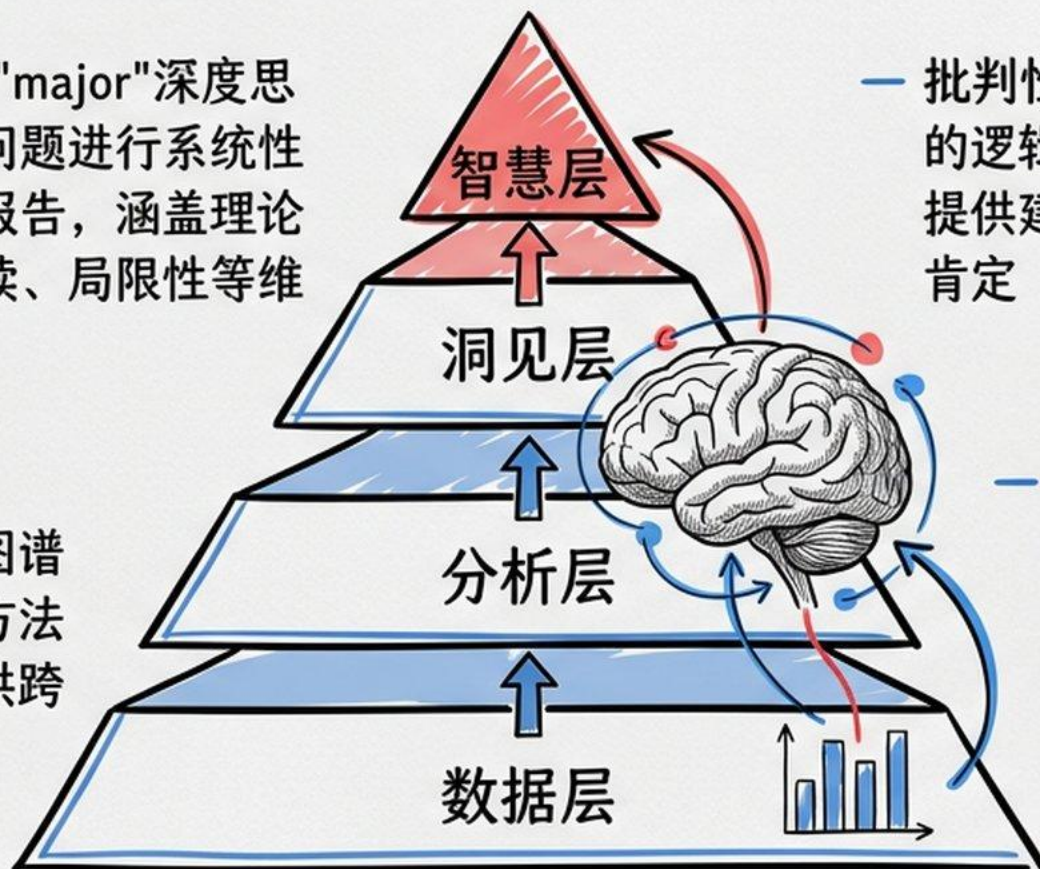 "major"深度思
问题进行系统性
报告，涵盖理论
续、局限性等维
图谱
方法
供跨
智慧层
洞见层
分析层
数据层
批判性
的逻辑
提供建
肯定